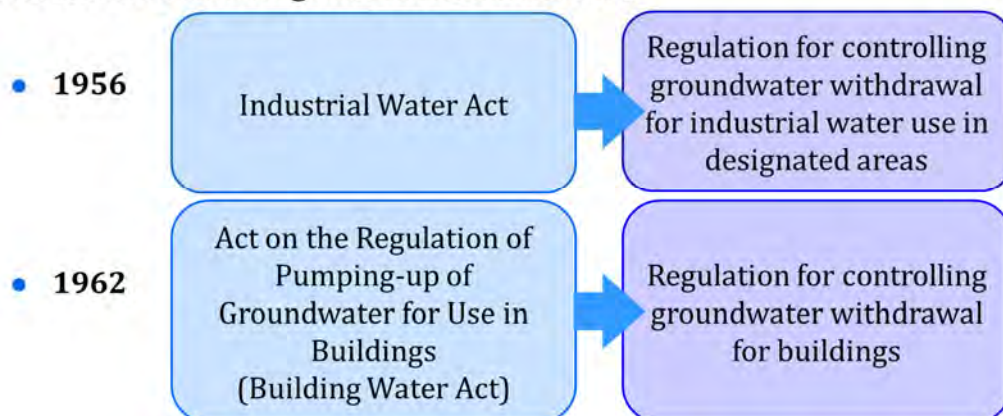 • 1956
Industrial Water Act
Regulation for controlling
groundwater withdrawal
for industrial water use in
designated areas
• 1962
Act on the Regulation of
Pumping-up of
Groundwater for Use in
Buildings
(Building Water Act)
Regulation for controlling
groundwater withdrawal
for buildings